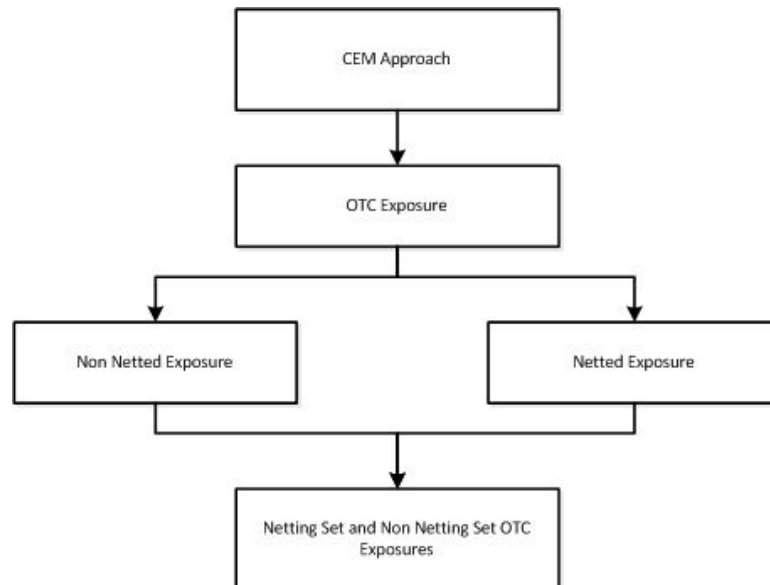 CEM Approach
OTC Exposure
Non Netted Exposure
Netted Exposure
Netting Set and Non Netting Set OTC
Exposures